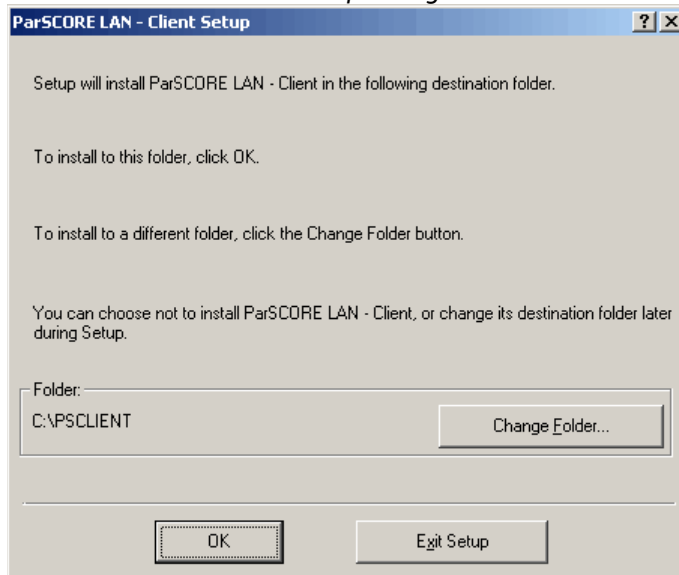 ParSCORE LAN - Client Setup
Setup will install ParSCORE LAN - Client in the following destination folder.
To install to this folder, click OK.
To install to a different folder, click the Change Folder button.
You can choose not to install ParSCORE LAN - Client, or change its destination folder later
during Setup.
Folder:
C:\PSCLIENT
Change Folder...
OK
Exit Setup